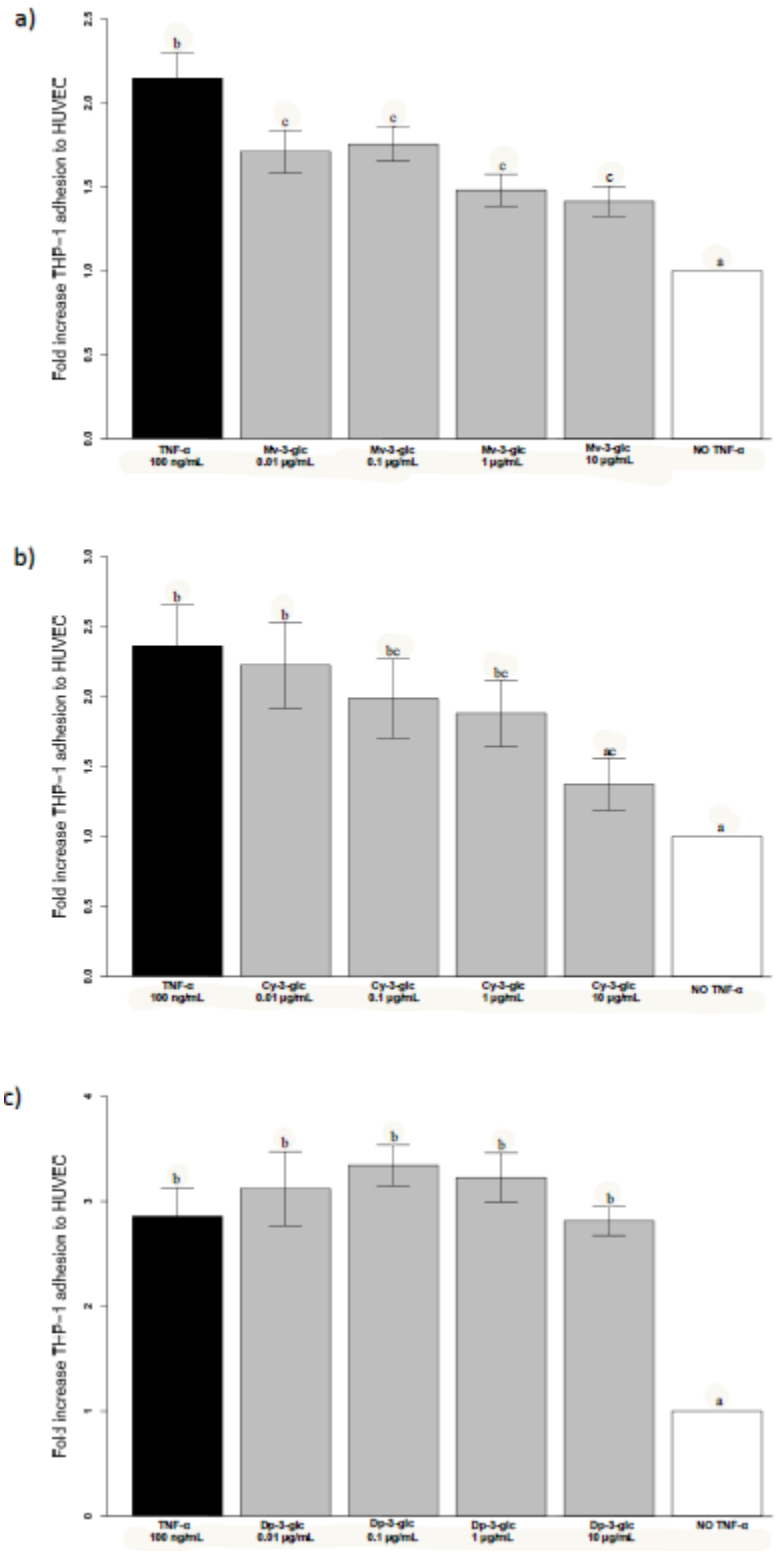 a)
Fold increase THP-1 adhesion to HUVEC
2.5
2.0
1.5
1.0
0.5
0.0
b
c
c
c
c
a
TNF-α
100 ng/mL
Mv-3-glc
0.01 µg/mL
Mv-3-glc
0.1 µg/mL
Mv-3-glc
1 µg/mL
Mv-3-glc
10 µg/mL
NO TNF-α
b)
Fold increase THP-1 adhesion to HUVEC
3.0
2.5
2.0
1.5
1.0
0.5
0.0
b
b
bc
bc
ac
a
TNF-α
100 ng/mL
Cy-3-glc
0.01 µg/mL
Cy-3-glc
0.1 µg/mL
Cy-3-glc
1 µg/mL
Cy-3-glc
10 µg/mL
NO TNF-α
c)
Fold increase THP-1 adhesion to HUVEC
4
3
2
1
0
b
b
b
b
b
a
TNF-α
100 ng/mL
Dp-3-glc
0.01 µg/mL
Dp-3-glc
0.1 µg/mL
Dp-3-glc
1 µg/mL
Dp-3-glc
10 µg/mL
NO TNF-α